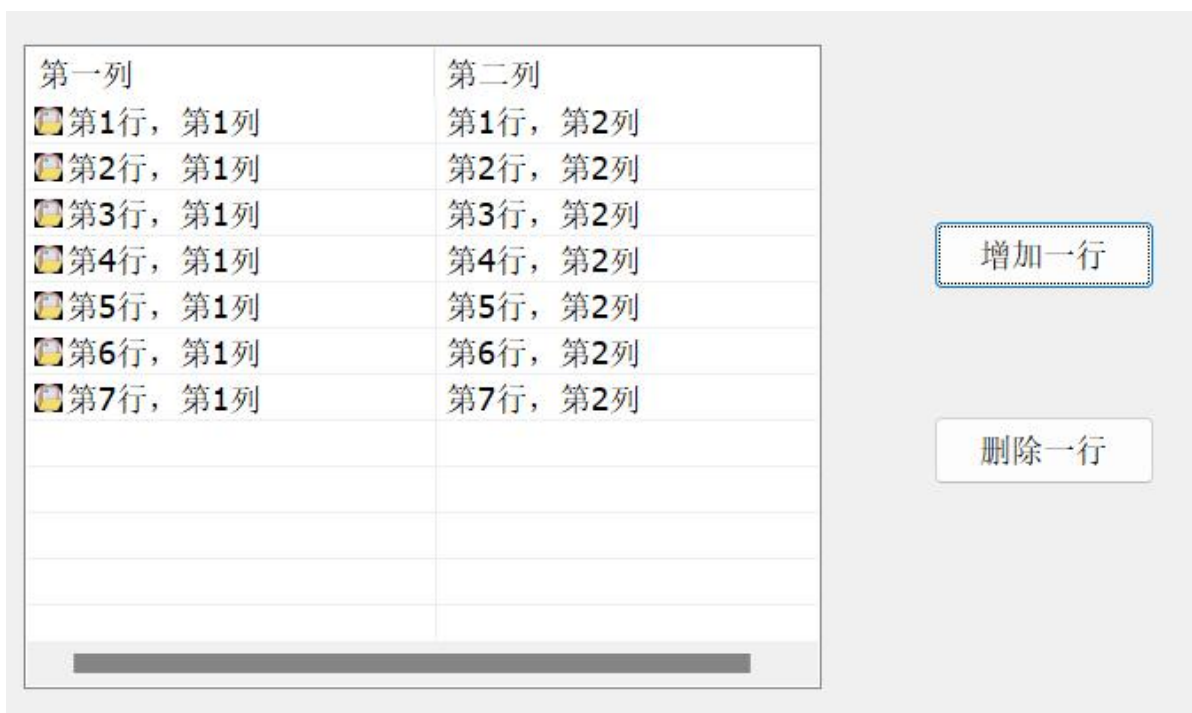 第一列 第二列
第1行，第1列 第1行，第2列
第2行，第1列 第2行，第2列
第3行，第1列 第3行，第2列
第4行，第1列 第4行，第2列
第5行，第1列 第5行，第2列
第6行，第1列 第6行，第2列
第7行，第1列 第7行，第2列
增加一行
删除一行